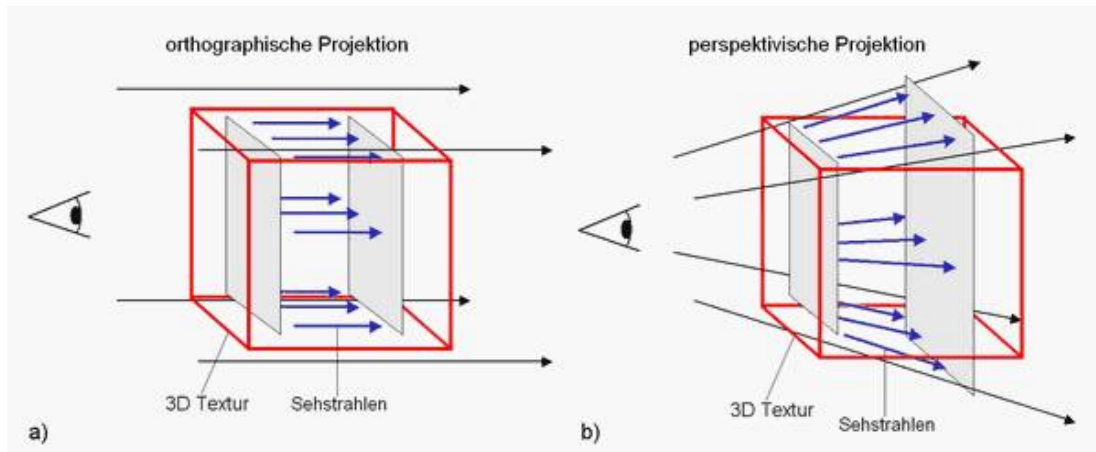 orthographische Projektion
perspektivische Projektion
3D Textur
Sehstrahlen
3D Textur
Sehstrahlen
a)
b)